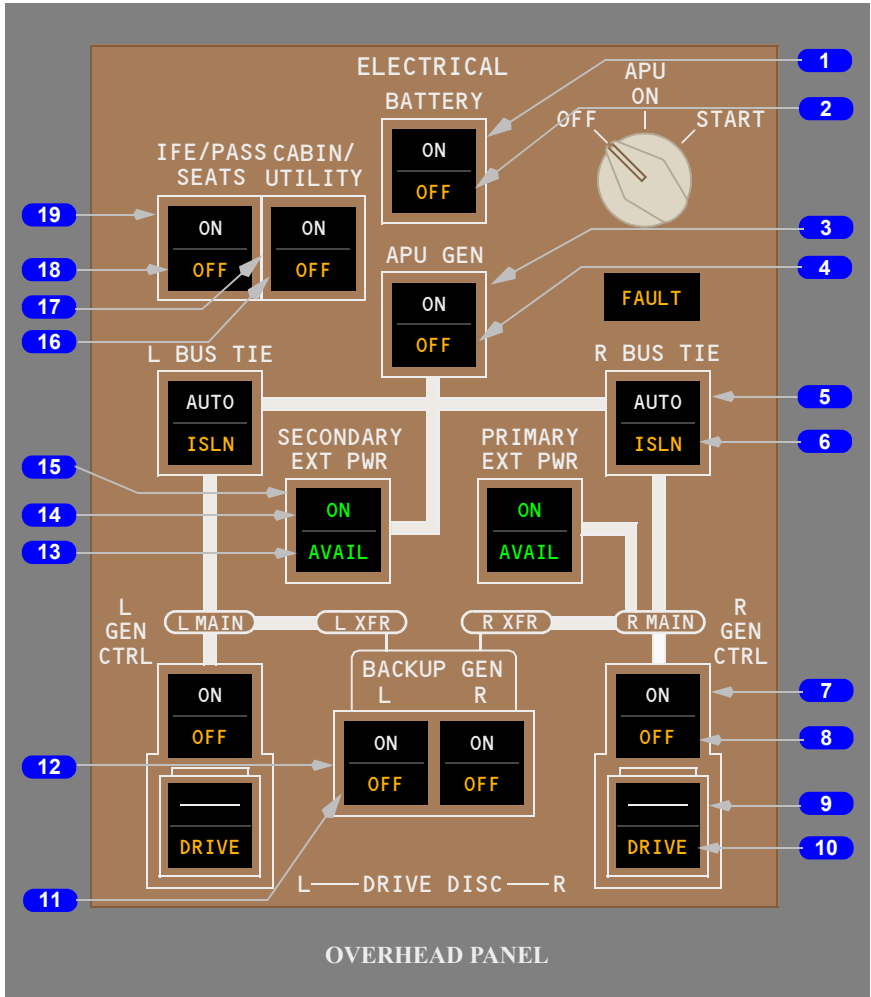 ELECTRICAL
BATTERY
ON
OFF
APU
ON
OFF
START
1
2
IFE/PASS
SEATS
CABIN/
UTILITY
ON
OFF
ON
OFF
19
18
17
16
APU GEN
ON
OFF
FAULT
3
4
L BUS TIE
AUTO
ISLN
R BUS TIE
AUTO
ISLN
5
6
SECONDARY
EXT PWR
ON
AVAIL
PRIMARY
EXT PWR
ON
AVAIL
15
14
13
L
GEN
CTRL
L MAIN
L XFR
R XFR
R MAIN
R
GEN
CTRL
BACKUP GEN
L
R
ON
OFF
ON
OFF
ON
OFF
ON
OFF
7
8
12
DRIVE
DRIVE
9
10
11
L
DRIVE DISC
R
OVERHEAD PANEL